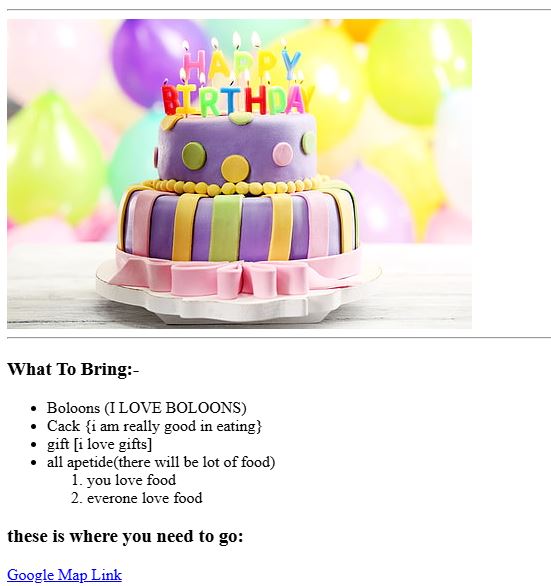 HAPPY
BIRTHDAY
What To Bring:-
Boloons (I LOVE BOLOONS)
Cack {i am really good in eating}
gift [i love gifts]
all apetide(there will be lot of food)
1. you love food
2. everone love food
these is where you need to go:
Google Map Link